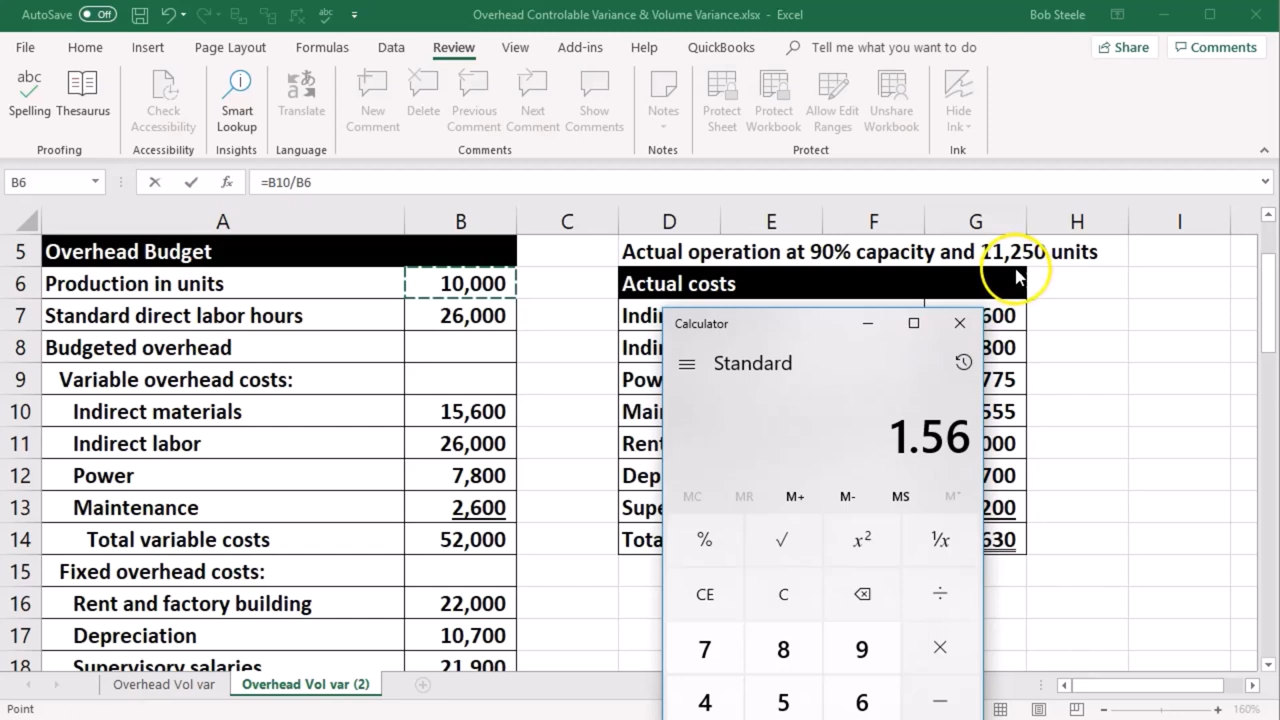 AutoSave Off Overhead Controlable Variance & Volume Variance.xlsx - Excel Bob Steele
File Home Insert Page Layout Formulas Data Review View Add-ins Help QuickBooks Tell me what you want to do Share Comments
abc
Spelling Thesaurus Check Accessibility Smart Lookup Translate New Comment Delete Previous Comment Next Comment Show Comments Notes Protect Sheet Protect Workbook Allow Edit Ranges Unshare Workbook Hide Ink
Proofing Accessibility Insights Language Comments Notes Protect Ink
B6 fx =B10/B6
A B C D E F G H I
5 Overhead Budget Actual operation at 90% capacity and 11,250 units
6 Production in units 10,000 Actual costs
7 Standard direct labor hours 26,000 Indi 600
8 Budgeted overhead Indi 800
9 Variable overhead costs: Pow 775
10 Indirect materials 15,600 Mai 555
11 Indirect labor 26,000 Rent 000
12 Power 7,800 Dep 700
13 Maintenance 2,600 Supe 200
14 Total variable costs 52,000 Tota 630
15 Fixed overhead costs:
16 Rent and factory building 22,000
17 Depreciation 10,700
18 Supervisory salaries 21,900
Calculator
Standard
1.56
MC MR M+ M- MS M˅
% √ x² ¹/x
CE C ÷
7 8 9 ×
4 5 6 −
Overhead Vol var Overhead Vol var (2)
Point 160%